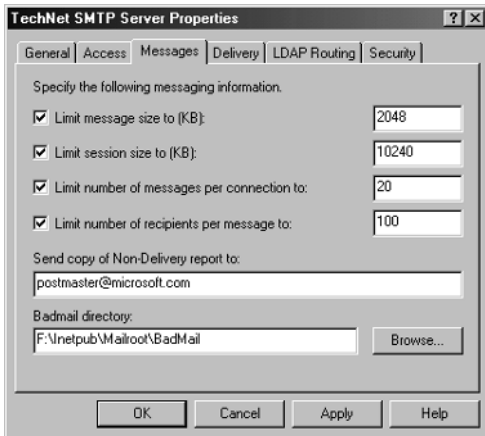 TechNet SMTP Server Properties
General Access Messages Delivery LDAP Routing Security
Specify the following messaging information.
Limit message size to (KB): 2048
Limit session size to (KB): 10240
Limit number of messages per connection to: 20
Limit number of recipients per message to: 100
Send copy of Non-Delivery report to:
postmaster@microsoft.com
Badmail directory:
F:\Inetpub\Mailroot\BadMail Browse...
OK Cancel Apply Help